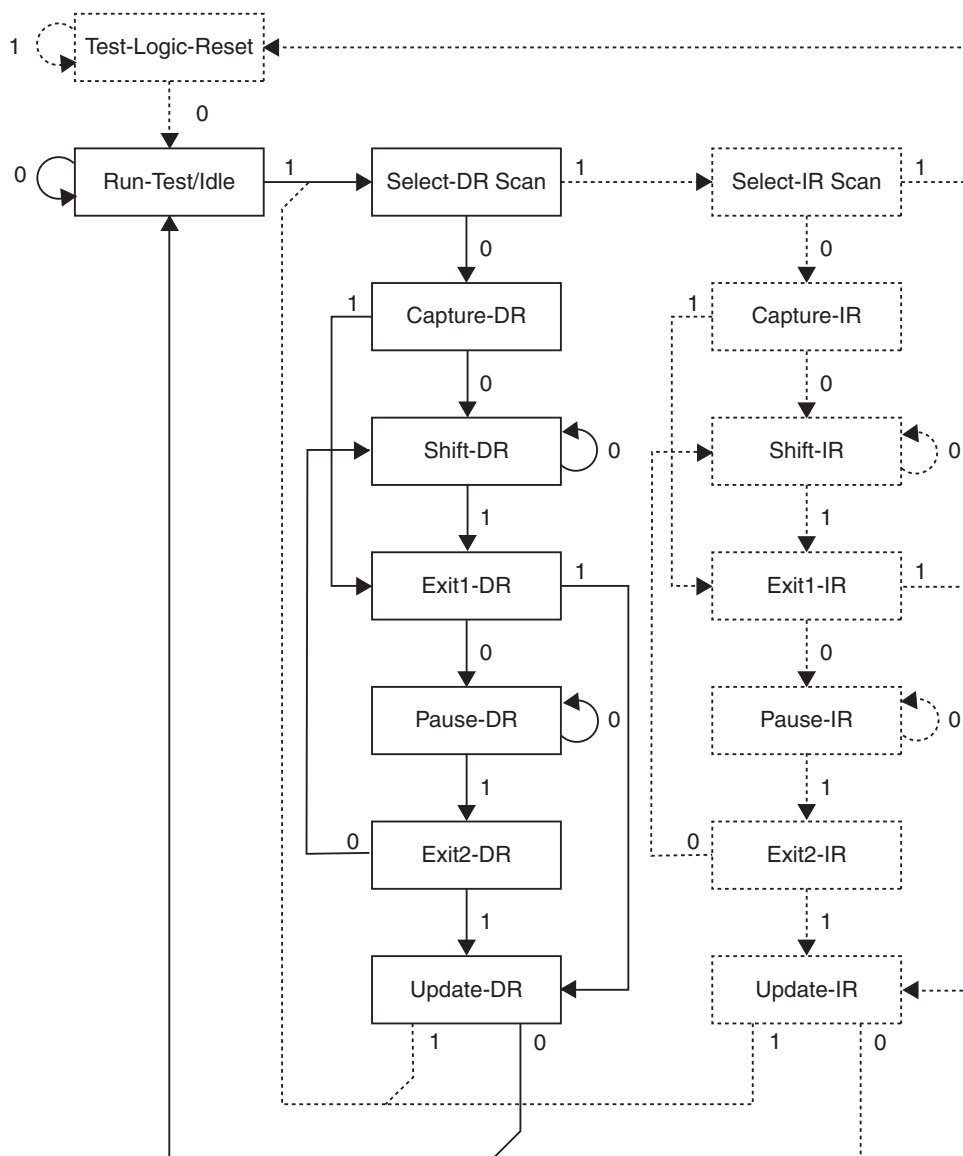 1 Test-Logic-Reset
0
0 Run-Test/Idle 1 Select-DR Scan 1 Select-IR Scan 1
0 0
1 Capture-DR 1 Capture-IR
0 0
Shift-DR 0 Shift-IR 0
1 1
Exit1-DR 1 Exit1-IR 1
0 0
Pause-DR 0 Pause-IR 0
1 1
0 Exit2-DR 0 Exit2-IR
1 1
Update-DR Update-IR
1 0 1 0